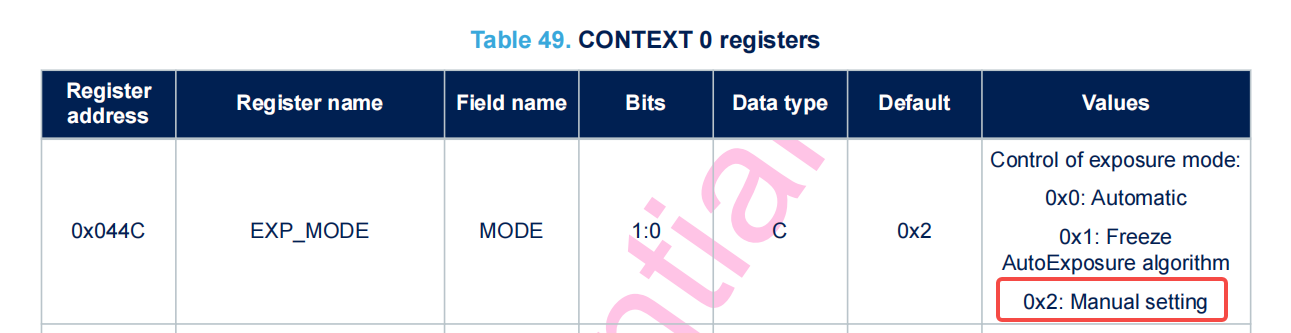 Table 49. CONTEXT 0 registers
Register address
Register name
Field name
Bits
Data type
Default
Values
0x044C
EXP_MODE
MODE
1:0
C
0x2
Control of exposure mode:
0x0: Automatic
0x1: Freeze
AutoExposure algorithm
0x2: Manual setting
ntial